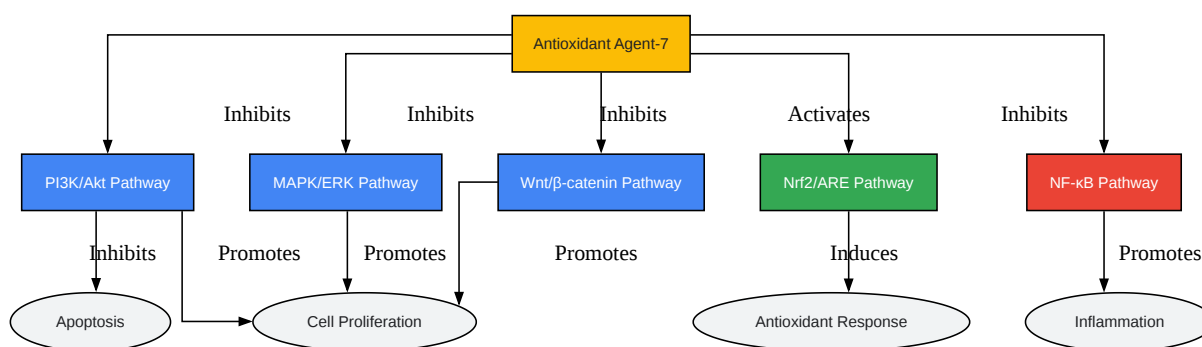 Antioxidant Agent-7
Inhibits
Inhibits
Inhibits
Activates
Inhibits
PI3K/Akt Pathway
MAPK/ERK Pathway
Wnt/β-catenin Pathway
Nrf2/ARE Pathway
NF-κB Pathway
Inhibits
Promotes
Promotes
Promotes
Induces
Promotes
Apoptosis
Cell Proliferation
Antioxidant Response
Inflammation